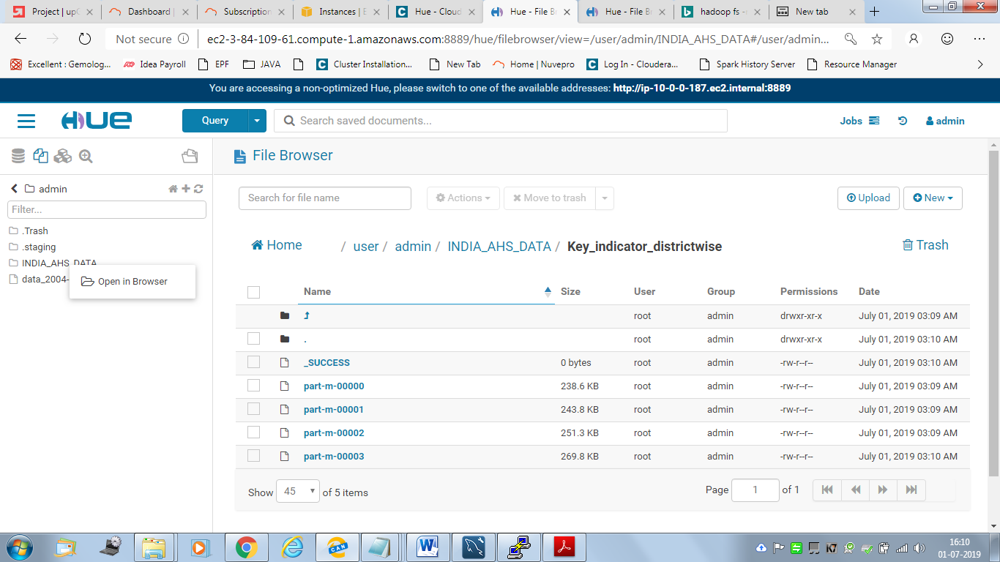 Project | upG
Dashboard |
Subscription
Instances | E
Hue - Cloud
Hue - File Br
Hue - File B
hadoop fs -
New tab
Not secure
ec2-3-84-109-61.compute-1.amazonaws.com:8889/hue/filebrowser/view=/user/admin/INDIA_AHS_DATA#/user/admin...
Excellent : Gemolog...
Idea Payroll
EPF
JAVA
Cluster Installation...
New Tab
Home | Nuvepro
Log In - Cloudera...
Spark History Server
Resource Manager
You are accessing a non-optimized Hue, please switch to one of the available addresses: http://ip-10-0-0-187.ec2.internal:8889
HUE
Query
Search saved documents...
Jobs
admin
File Browser
admin
Filter...
.Trash
.staging
INDIA_AHS_DATA
data_2004-
Open in Browser
Search for file name
Actions
Move to trash
Upload
New
Home / user / admin / INDIA_AHS_DATA / Key_indicator_districtwise
Trash
Name Size User Group Permissions Date
root admin drwxr-xr-x July 01, 2019 03:09 AM
. root admin drwxr-xr-x July 01, 2019 03:10 AM
_SUCCESS 0 bytes root admin -rw-r--r-- July 01, 2019 03:10 AM
part-m-00000 238.6 KB root admin -rw-r--r-- July 01, 2019 03:09 AM
part-m-00001 243.8 KB root admin -rw-r--r-- July 01, 2019 03:09 AM
part-m-00002 251.3 KB root admin -rw-r--r-- July 01, 2019 03:09 AM
part-m-00003 269.8 KB root admin -rw-r--r-- July 01, 2019 03:10 AM
Show 45 of 5 items
Page 1 of 1
CAN
K7
16:10
01-07-2019